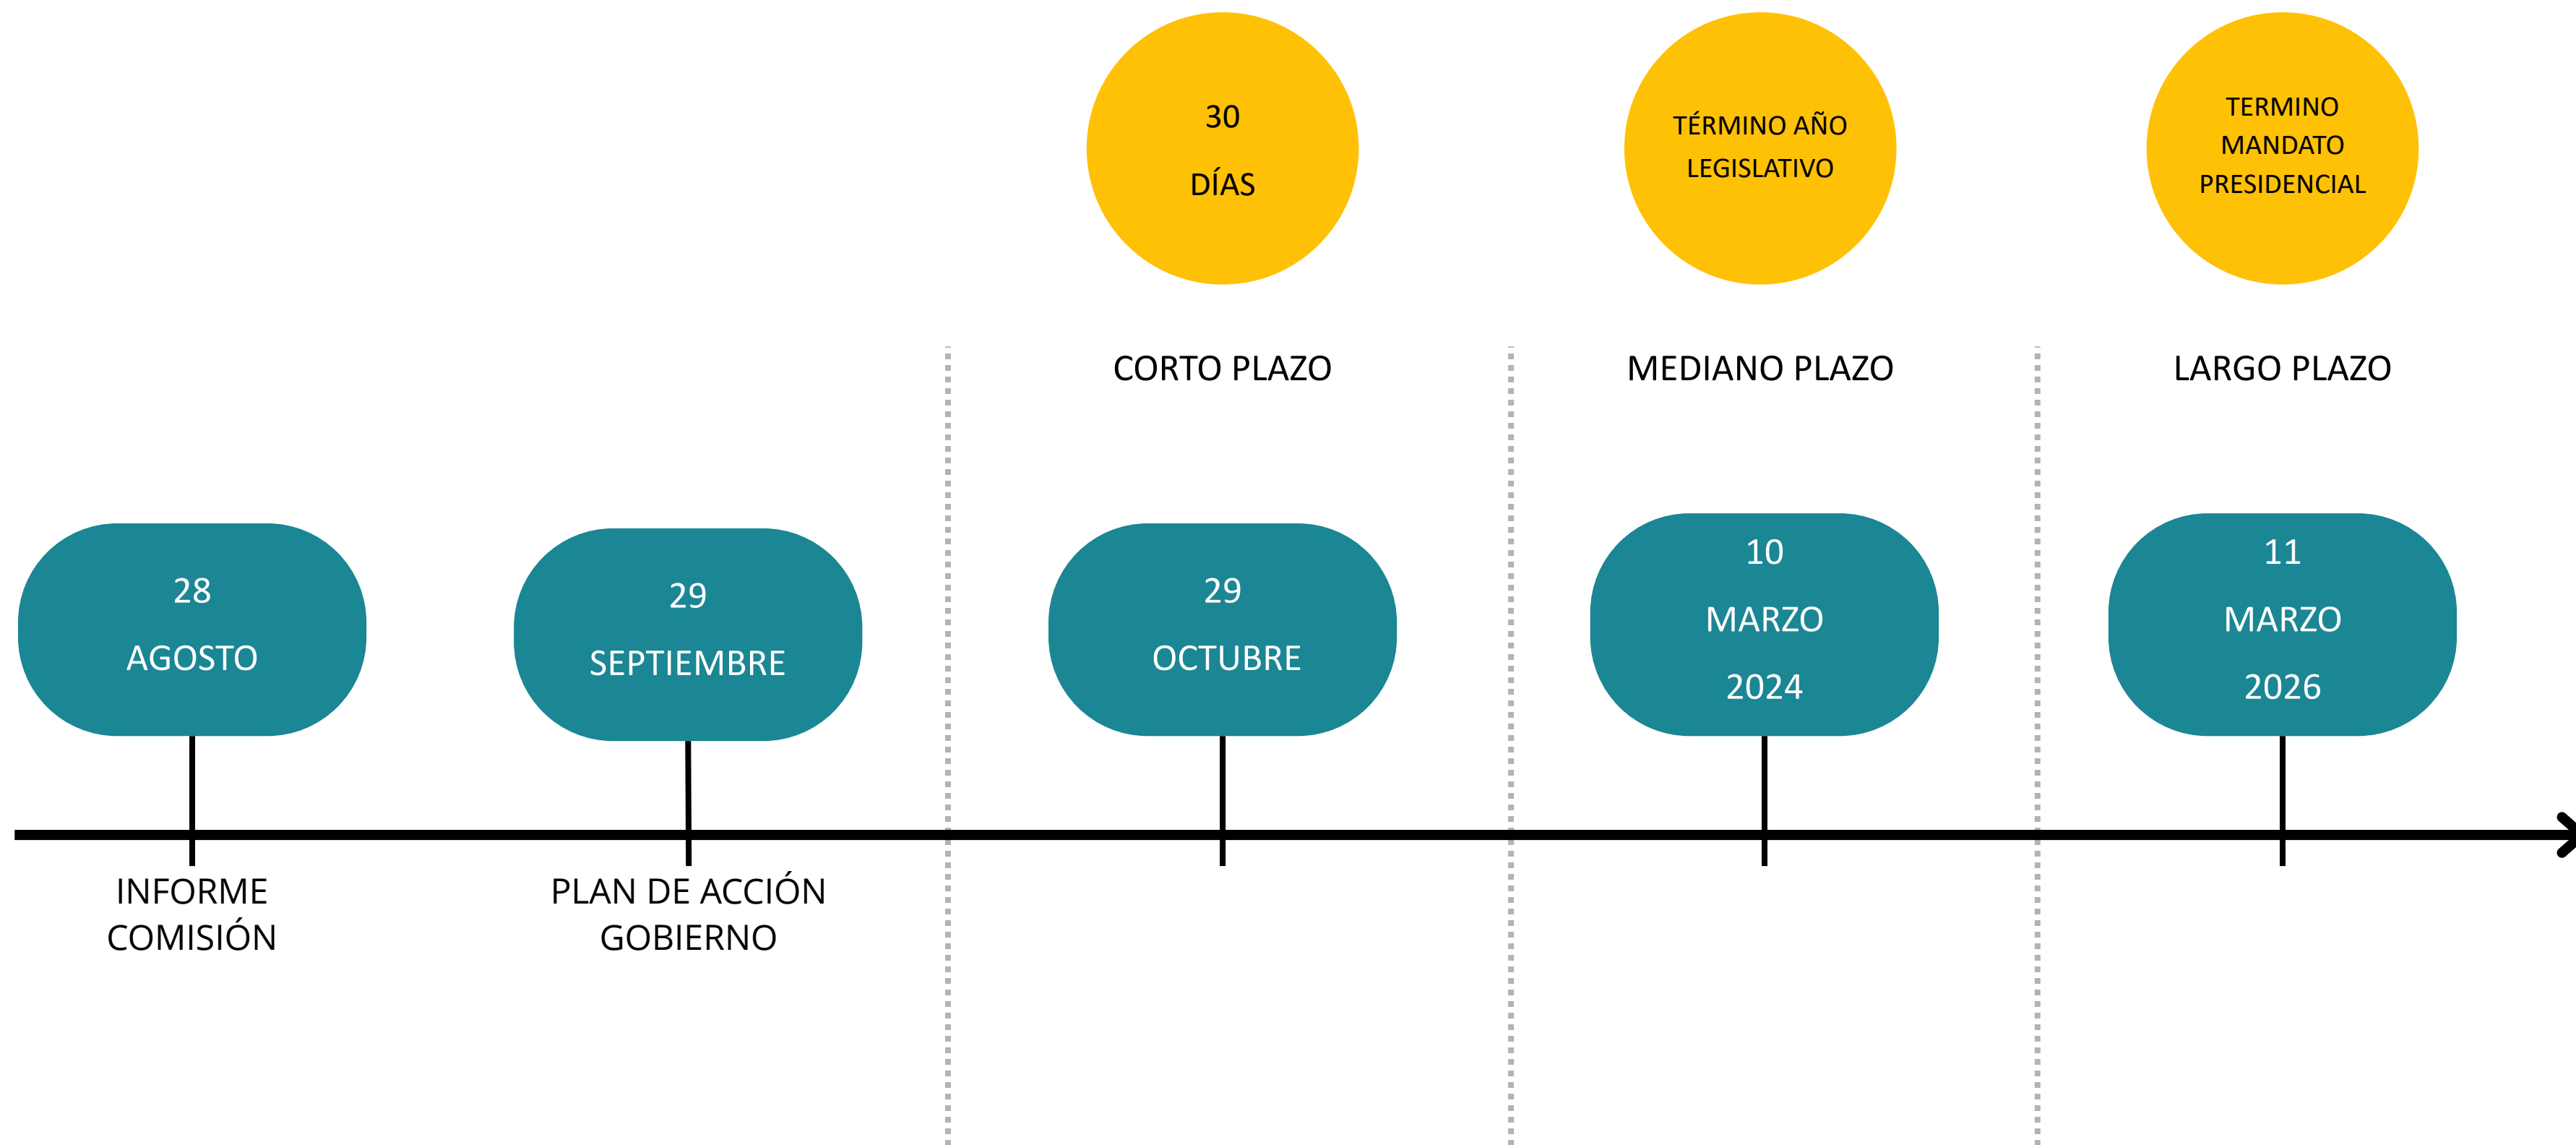 30
DÍAS
TÉRMINO AÑO
LEGISLATIVO
TERMINO
MANDATO
PRESIDENCIAL
CORTO PLAZO
MEDIANO PLAZO
LARGO PLAZO
28
AGOSTO
29
SEPTIEMBRE
29
OCTUBRE
10
MARZO
2024
11
MARZO
2026
INFORME
COMISIÓN
PLAN DE ACCIÓN
GOBIERNO